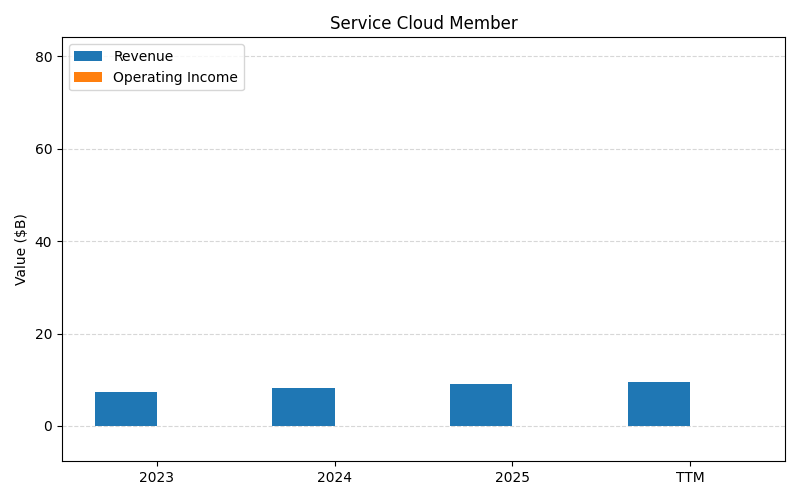 Service Cloud Member
Revenue
Operating Income
Value ($B)
80
60
40
20
0
2023
2024
2025
TTM